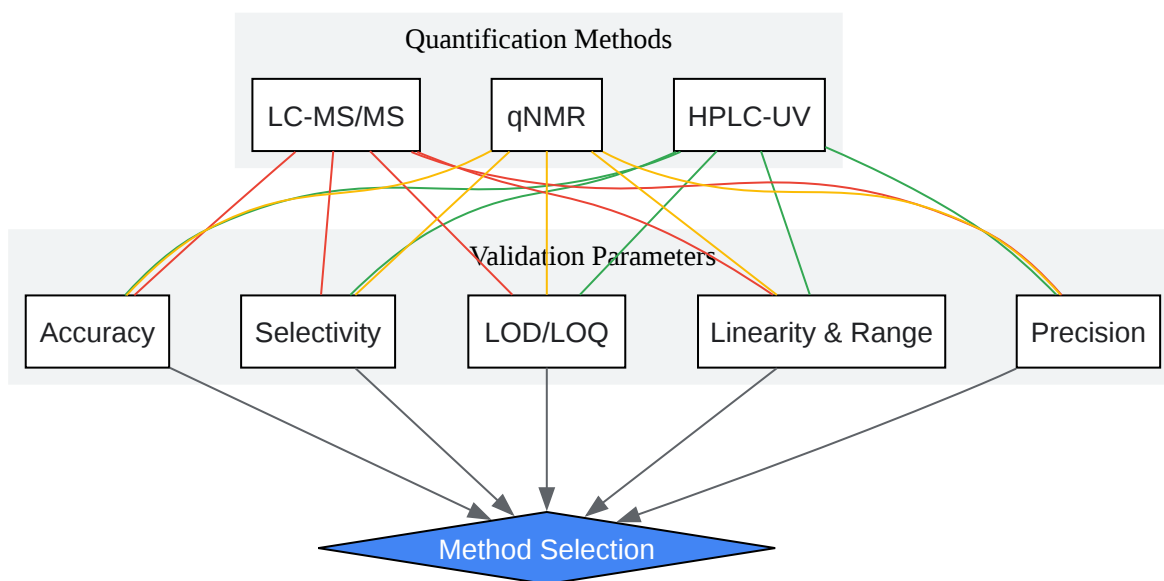 Quantification Methods
LC-MS/MS
qNMR
HPLC-UV
Validation Parameters
Accuracy
Selectivity
LOD/LOQ
Linearity & Range
Precision
Method Selection